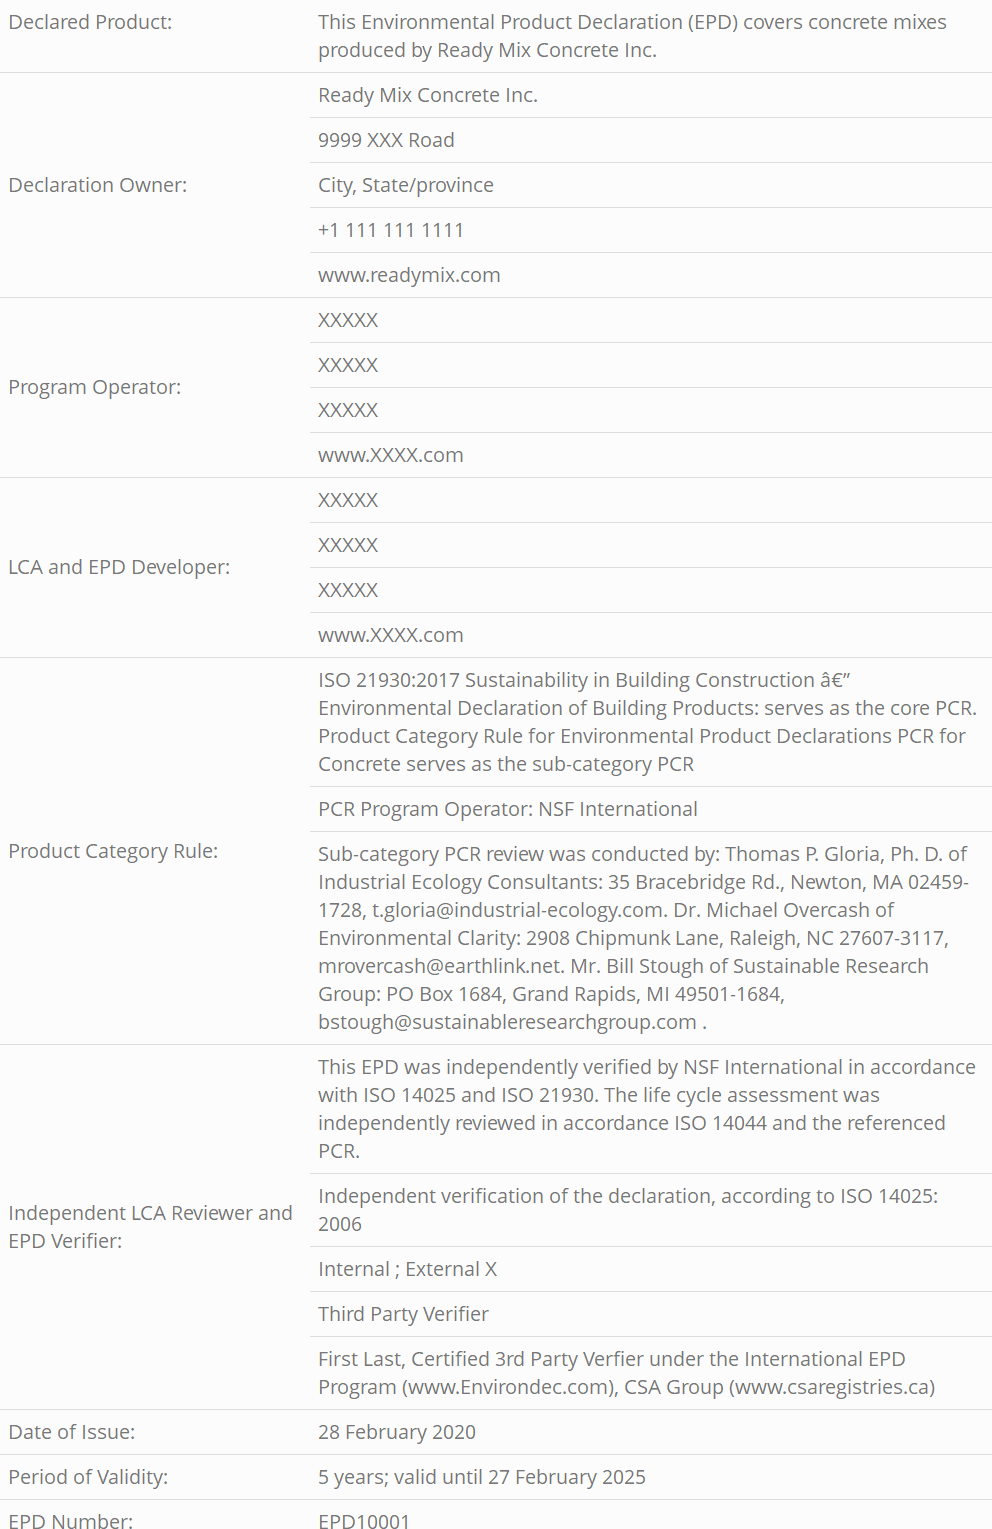 Declared Product:
This Environmental Product Declaration (EPD) covers concrete mixes
produced by Ready Mix Concrete Inc.
Declaration Owner:
Ready Mix Concrete Inc.
9999 XXX Road
City, State/province
+1 111 111 1111
www.readymix.com
Program Operator:
XXXXX
XXXXX
XXXXX
www.XXXX.com
LCA and EPD Developer:
XXXXX
XXXXX
XXXXX
www.XXXX.com
Product Category Rule:
ISO 21930:2017 Sustainability in Building Construction â€”
Environmental Declaration of Building Products: serves as the core PCR.
Product Category Rule for Environmental Product Declarations PCR for
Concrete serves as the sub-category PCR
PCR Program Operator: NSF International
Sub-category PCR review was conducted by: Thomas P. Gloria, Ph. D. of
Industrial Ecology Consultants: 35 Bracebridge Rd., Newton, MA 02459-
1728, t.gloria@industrial-ecology.com. Dr. Michael Overcash of
Environmental Clarity: 2908 Chipmunk Lane, Raleigh, NC 27607-3117,
mrovercash@earthlink.net. Mr. Bill Stough of Sustainable Research
Group: PO Box 1684, Grand Rapids, MI 49501-1684,
bstough@sustainableresearchgroup.com .
Independent LCA Reviewer and
EPD Verifier:
This EPD was independently verified by NSF International in accordance
with ISO 14025 and ISO 21930. The life cycle assessment was
independently reviewed in accordance ISO 14044 and the referenced
PCR.
Independent verification of the declaration, according to ISO 14025:
2006
Internal ; External X
Third Party Verifier
First Last, Certified 3rd Party Verfier under the International EPD
Program (www.Environdec.com), CSA Group (www.csaregistries.ca)
Date of Issue:
28 February 2020
Period of Validity:
5 years; valid until 27 February 2025
EPD Number:
EPD10001